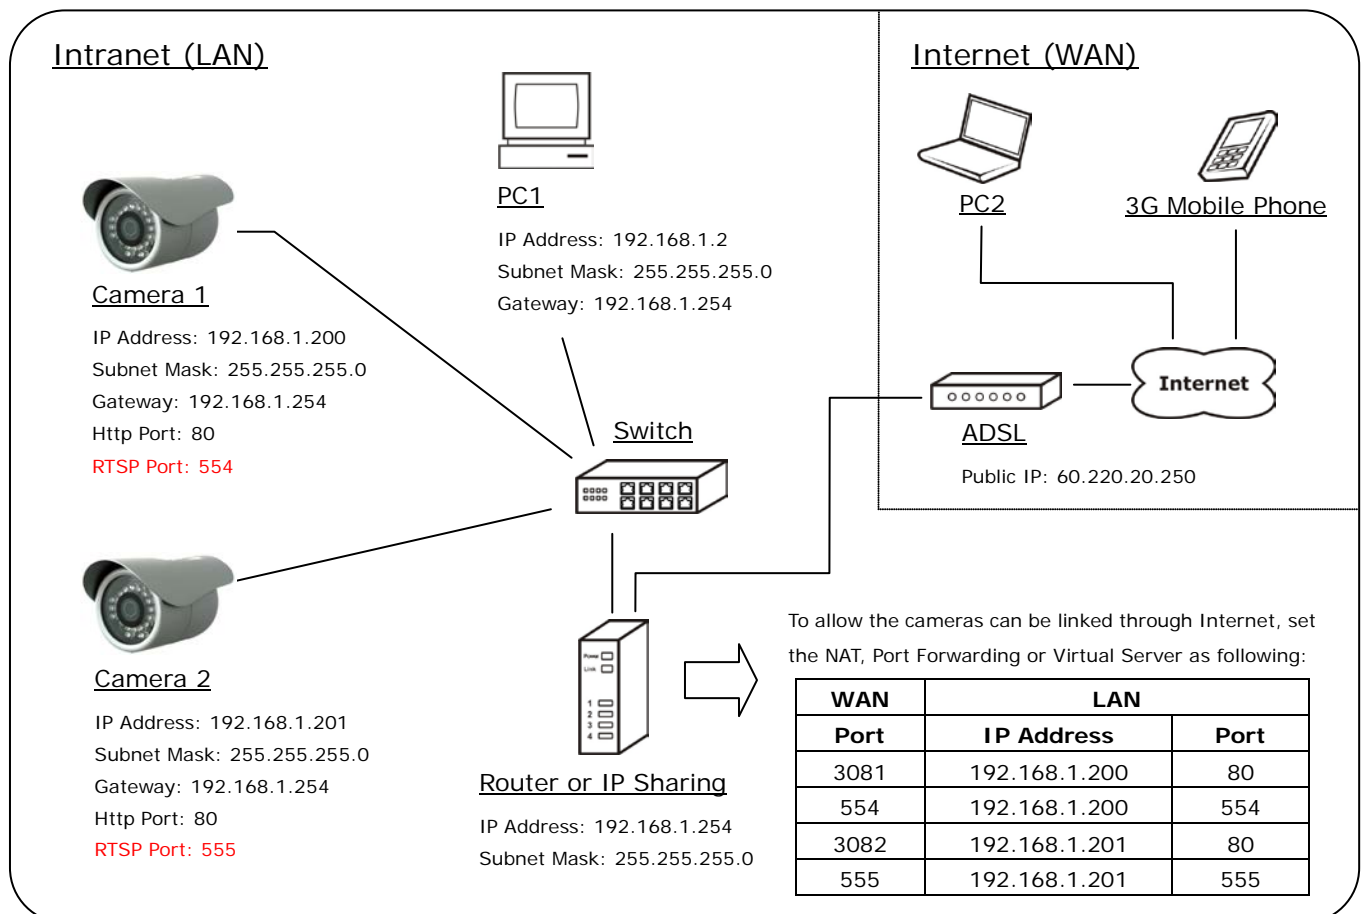 Intranet (LAN)
Internet (WAN)
PC1
IP Address: 192.168.1.2
Subnet Mask: 255.255.255.0
Gateway: 192.168.1.254
PC2
3G Mobile Phone
Camera 1
IP Address: 192.168.1.200
Subnet Mask: 255.255.255.0
Gateway: 192.168.1.254
Http Port: 80
RTSP Port: 554
Switch
Internet
ADSL
Public IP: 60.220.20.250
Camera 2
IP Address: 192.168.1.201
Subnet Mask: 255.255.255.0
Gateway: 192.168.1.254
Http Port: 80
RTSP Port: 555
Power
Link
1
2
3
4
Router or IP Sharing
IP Address: 192.168.1.254
Subnet Mask: 255.255.255.0
To allow the cameras can be linked through Internet, set
the NAT, Port Forwarding or Virtual Server as following:
WAN LAN
Port IP Address Port
3081 192.168.1.200 80
554 192.168.1.200 554
3082 192.168.1.201 80
555 192.168.1.201 555